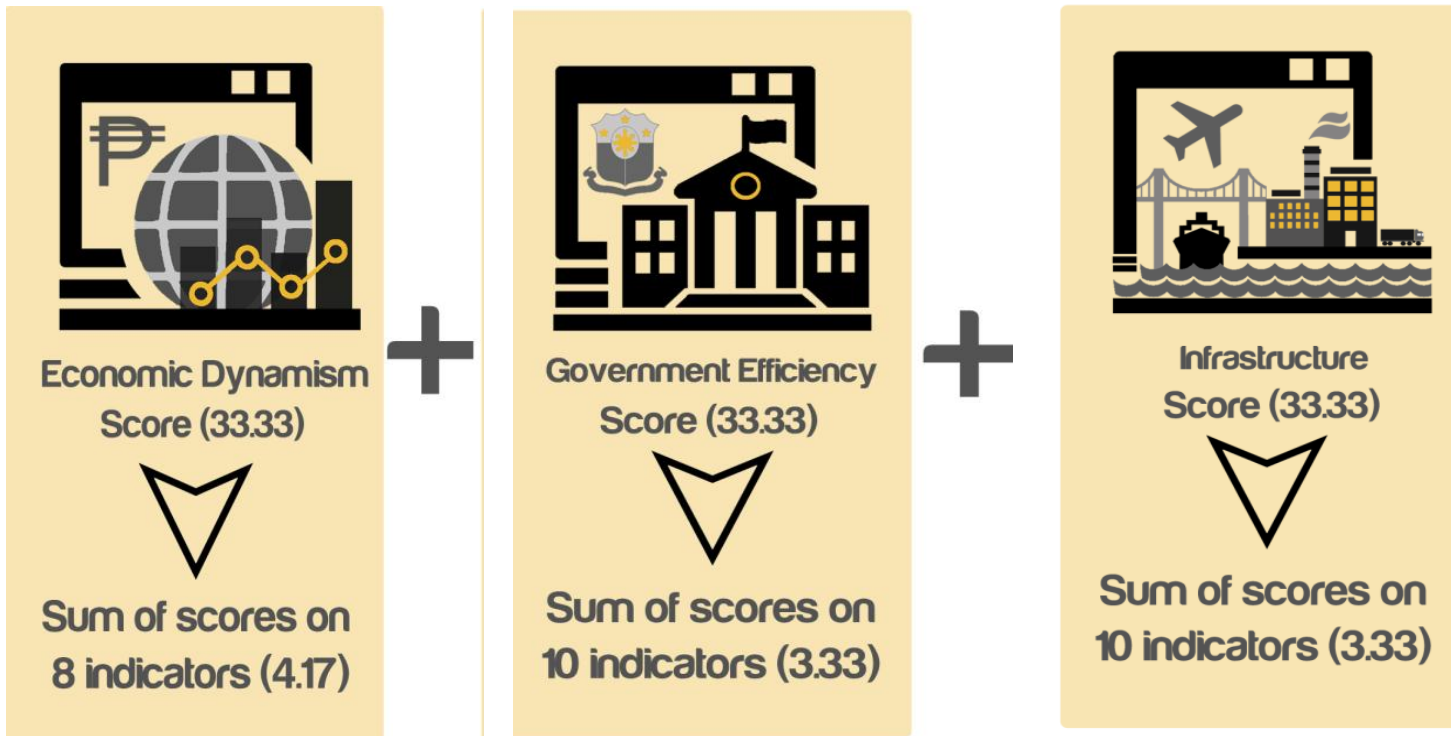 Economic Dynamism
Score (33.33)
Sum of scores on
8 indicators (4.17)
+
Government Efficiency
Score (33.33)
Sum of scores on
10 indicators (3.33)
+
Infrastructure
Score (33.33)
Sum of scores on
10 indicators (3.33)